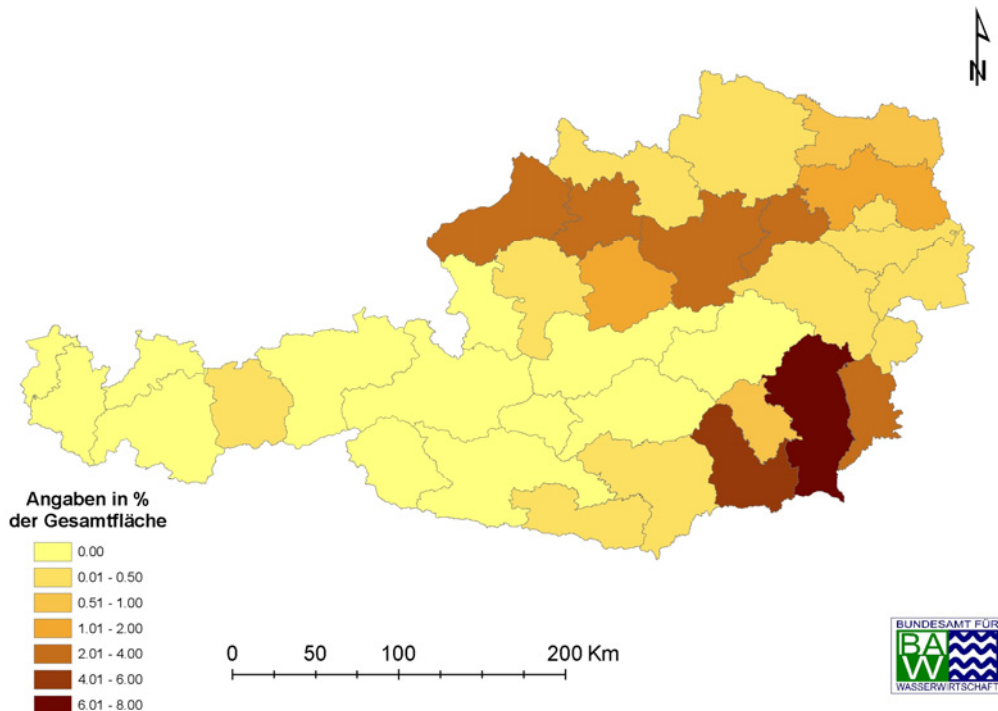 N
Angaben in %
der Gesamtfläche
0.00
0.01 - 0.50
0.51 - 1.00
1.01 - 2.00
2.01 - 4.00
4.01 - 6.00
6.01 - 8.00
0 50 100 200 Km
BUNDESAMT FÜR
BA
W
WASSERWIRTSCHAFT